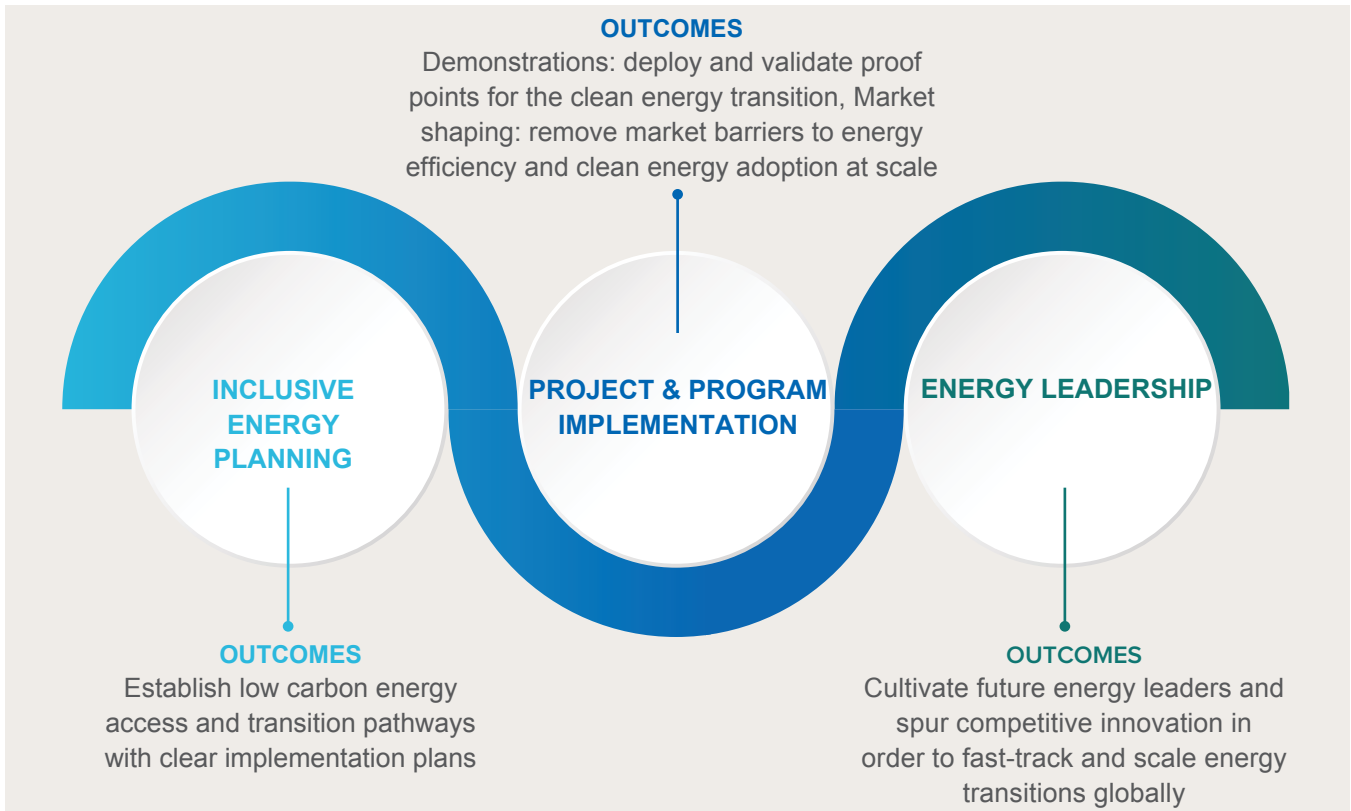 OUTCOMES
Demonstrations: deploy and validate proof
points for the clean energy transition, Market
shaping: remove market barriers to energy
efficiency and clean energy adoption at scale
INCLUSIVE
ENERGY
PLANNING
PROJECT & PROGRAM
IMPLEMENTATION
ENERGY LEADERSHIP
OUTCOMES
Establish low carbon energy
access and transition pathways
with clear implementation plans
OUTCOMES
Cultivate future energy leaders and
spur competitive innovation in
order to fast-track and scale energy
transitions globally